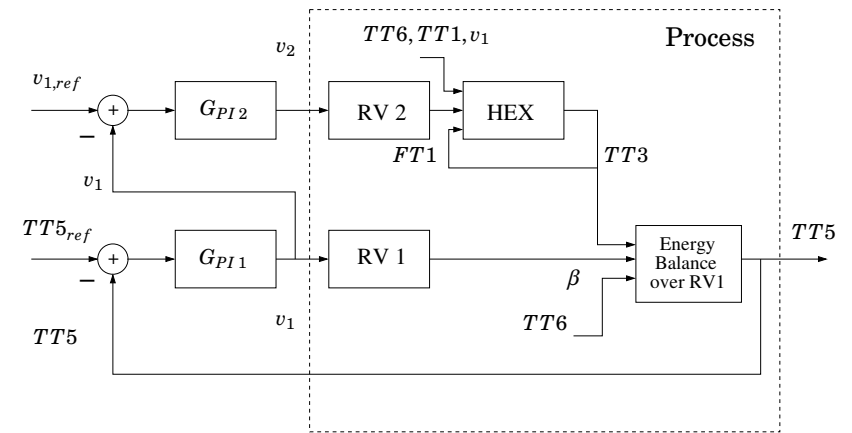 TT6, TT1, v1
Process
v2
v1,ref
+
−
GPI2
RV 2
HEX
FT1
TT3
v1
TT5ref
+
−
GPI1
RV 1
Energy
Balance
over RV1
TT5
β
v1
TT6
TT5